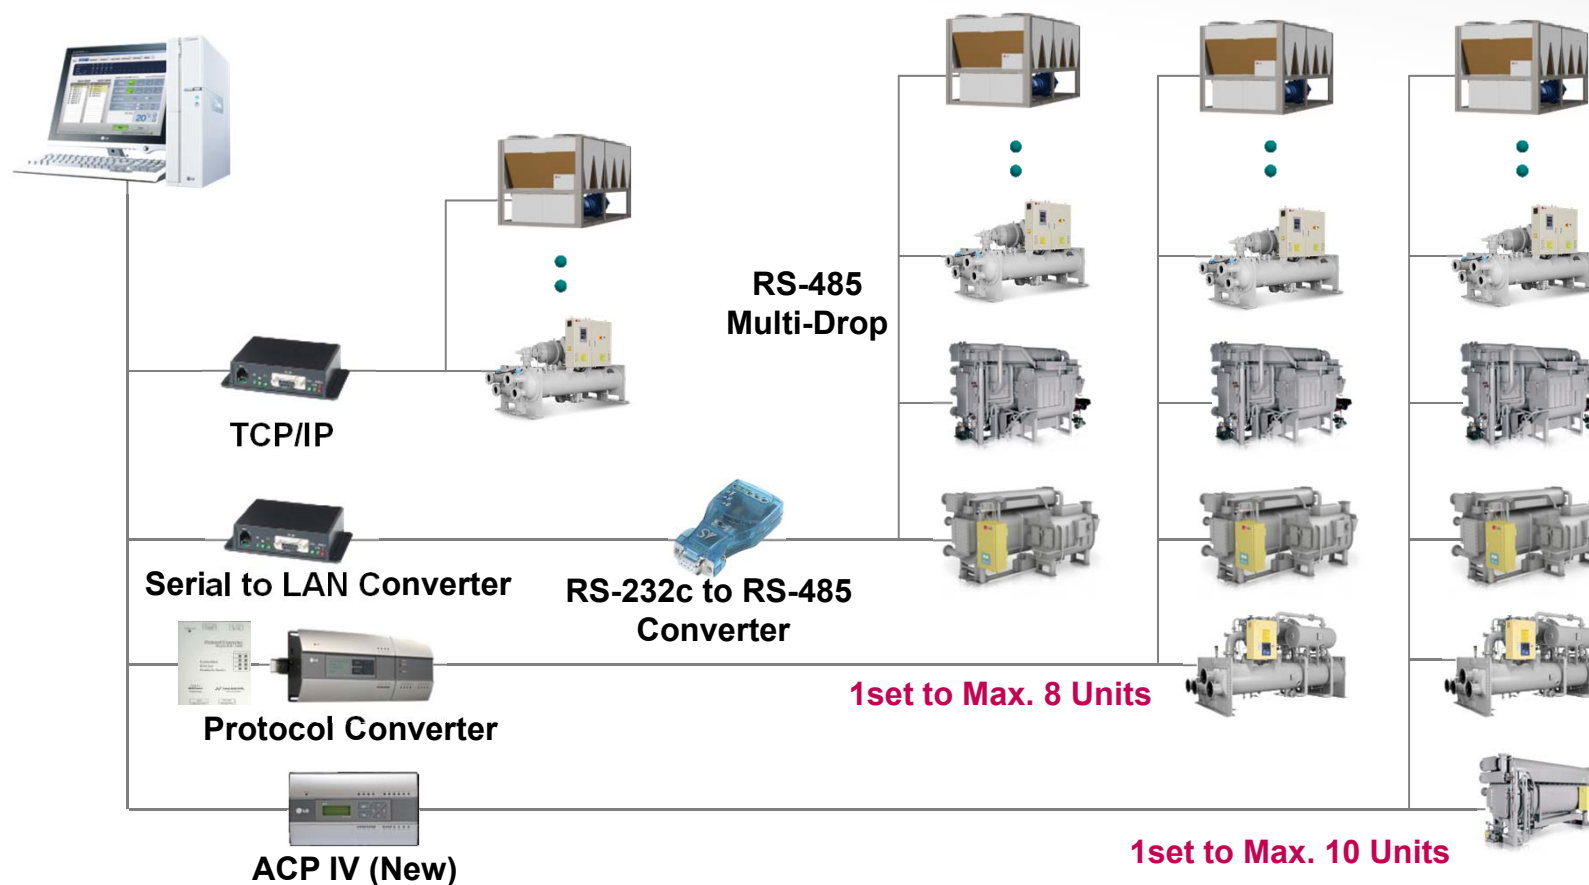 RS-485
Multi-Drop
TCP/IP
Serial to LAN Converter
RS-232c to RS-485
Converter
1set to Max. 8 Units
Protocol Converter
1set to Max. 10 Units
ACP IV (New)